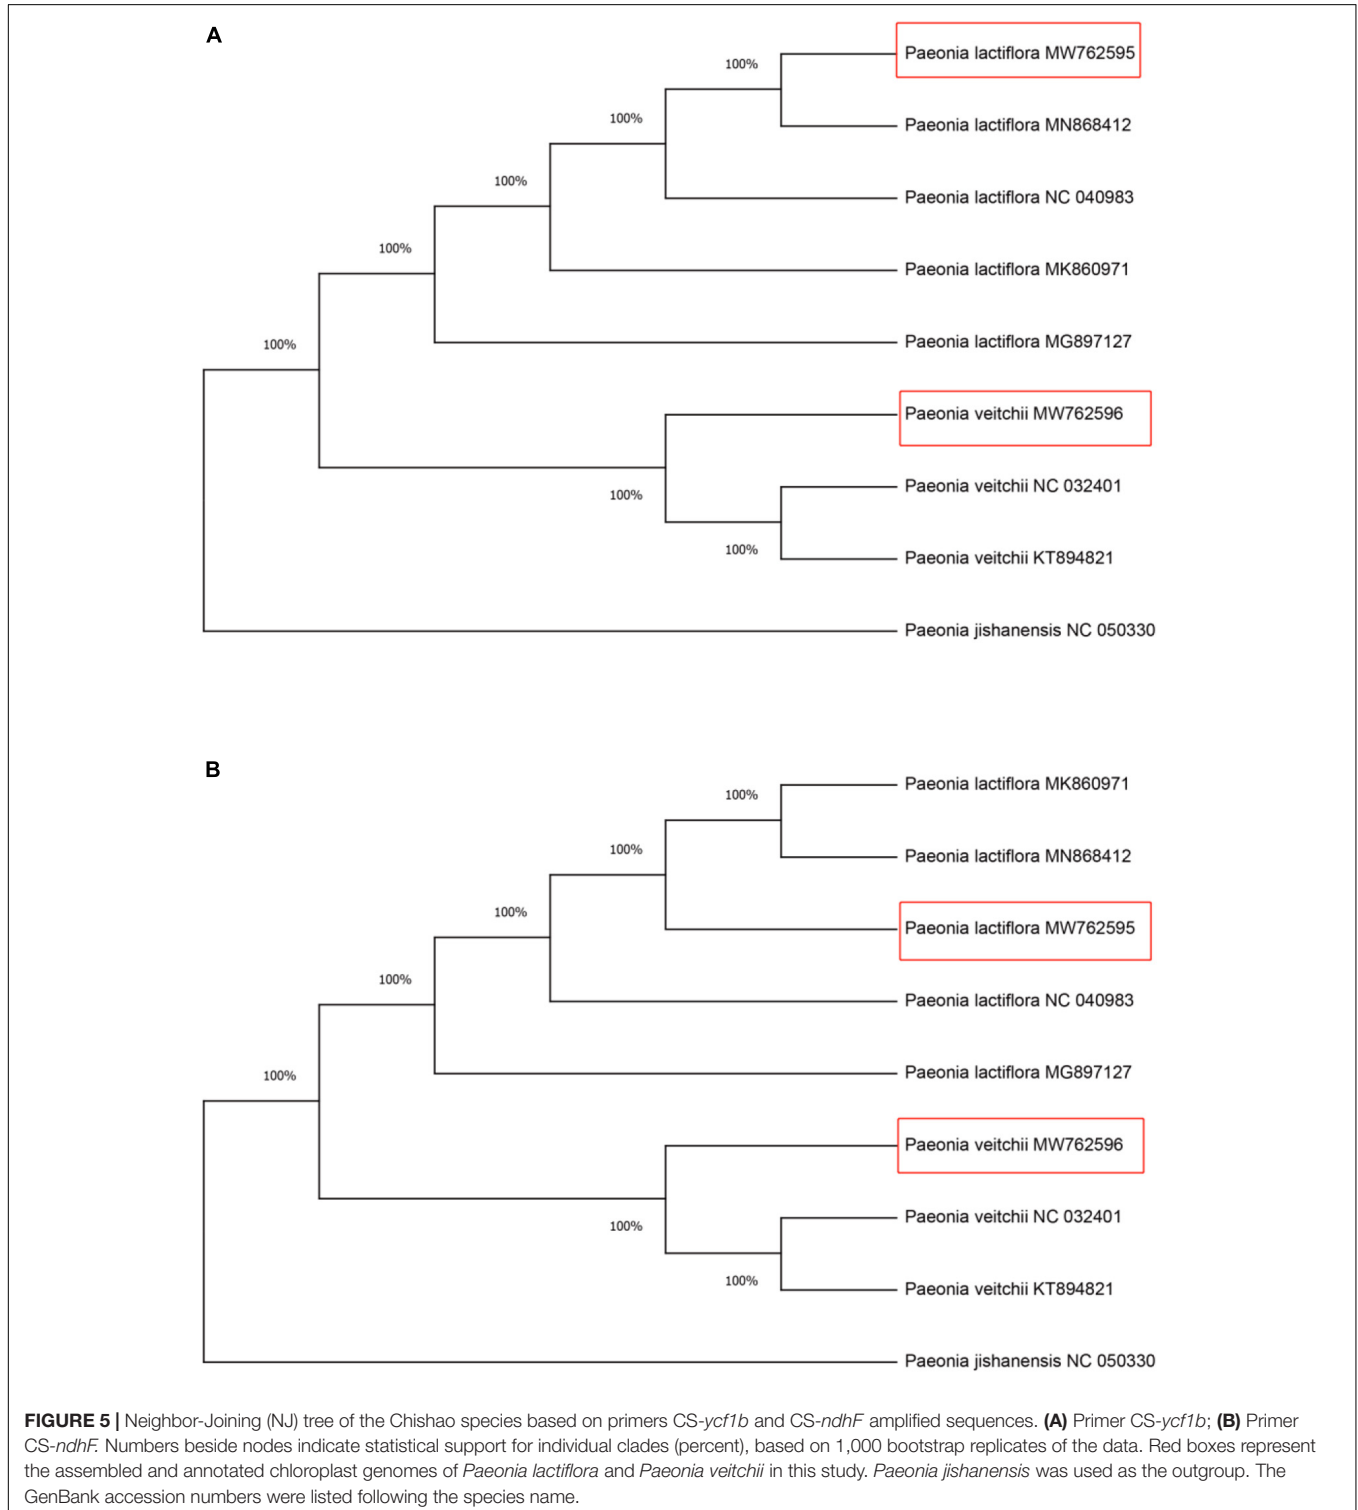 A
100%
Paeonia lactiflora MW762595
100%
Paeonia lactiflora MN868412
100%
Paeonia lactiflora NC 040983
100%
Paeonia lactiflora MK860971
100%
Paeonia lactiflora MG897127
Paeonia veitchii MW762596
100%
Paeonia veitchii NC 032401
100%
Paeonia veitchii KT894821
Paeonia jishanensis NC 050330
B
100%
Paeonia lactiflora MK860971
100%
Paeonia lactiflora MN868412
100%
Paeonia lactiflora MW762595
100%
Paeonia lactiflora NC 040983
100%
Paeonia lactiflora MG897127
Paeonia veitchii MW762596
100%
Paeonia veitchii NC 032401
100%
Paeonia veitchii KT894821
Paeonia jishanensis NC 050330
FIGURE 5 | Neighbor-Joining (NJ) tree of the Chishao species based on primers CS-ycf1b and CS-ndhF amplified sequences. (A) Primer CS-ycf1b; (B) Primer
CS-ndhF. Numbers beside nodes indicate statistical support for individual clades (percent), based on 1,000 bootstrap replicates of the data. Red boxes represent
the assembled and annotated chloroplast genomes of Paeonia lactiflora and Paeonia veitchii in this study. Paeonia jishanensis was used as the outgroup. The
GenBank accession numbers were listed following the species name.